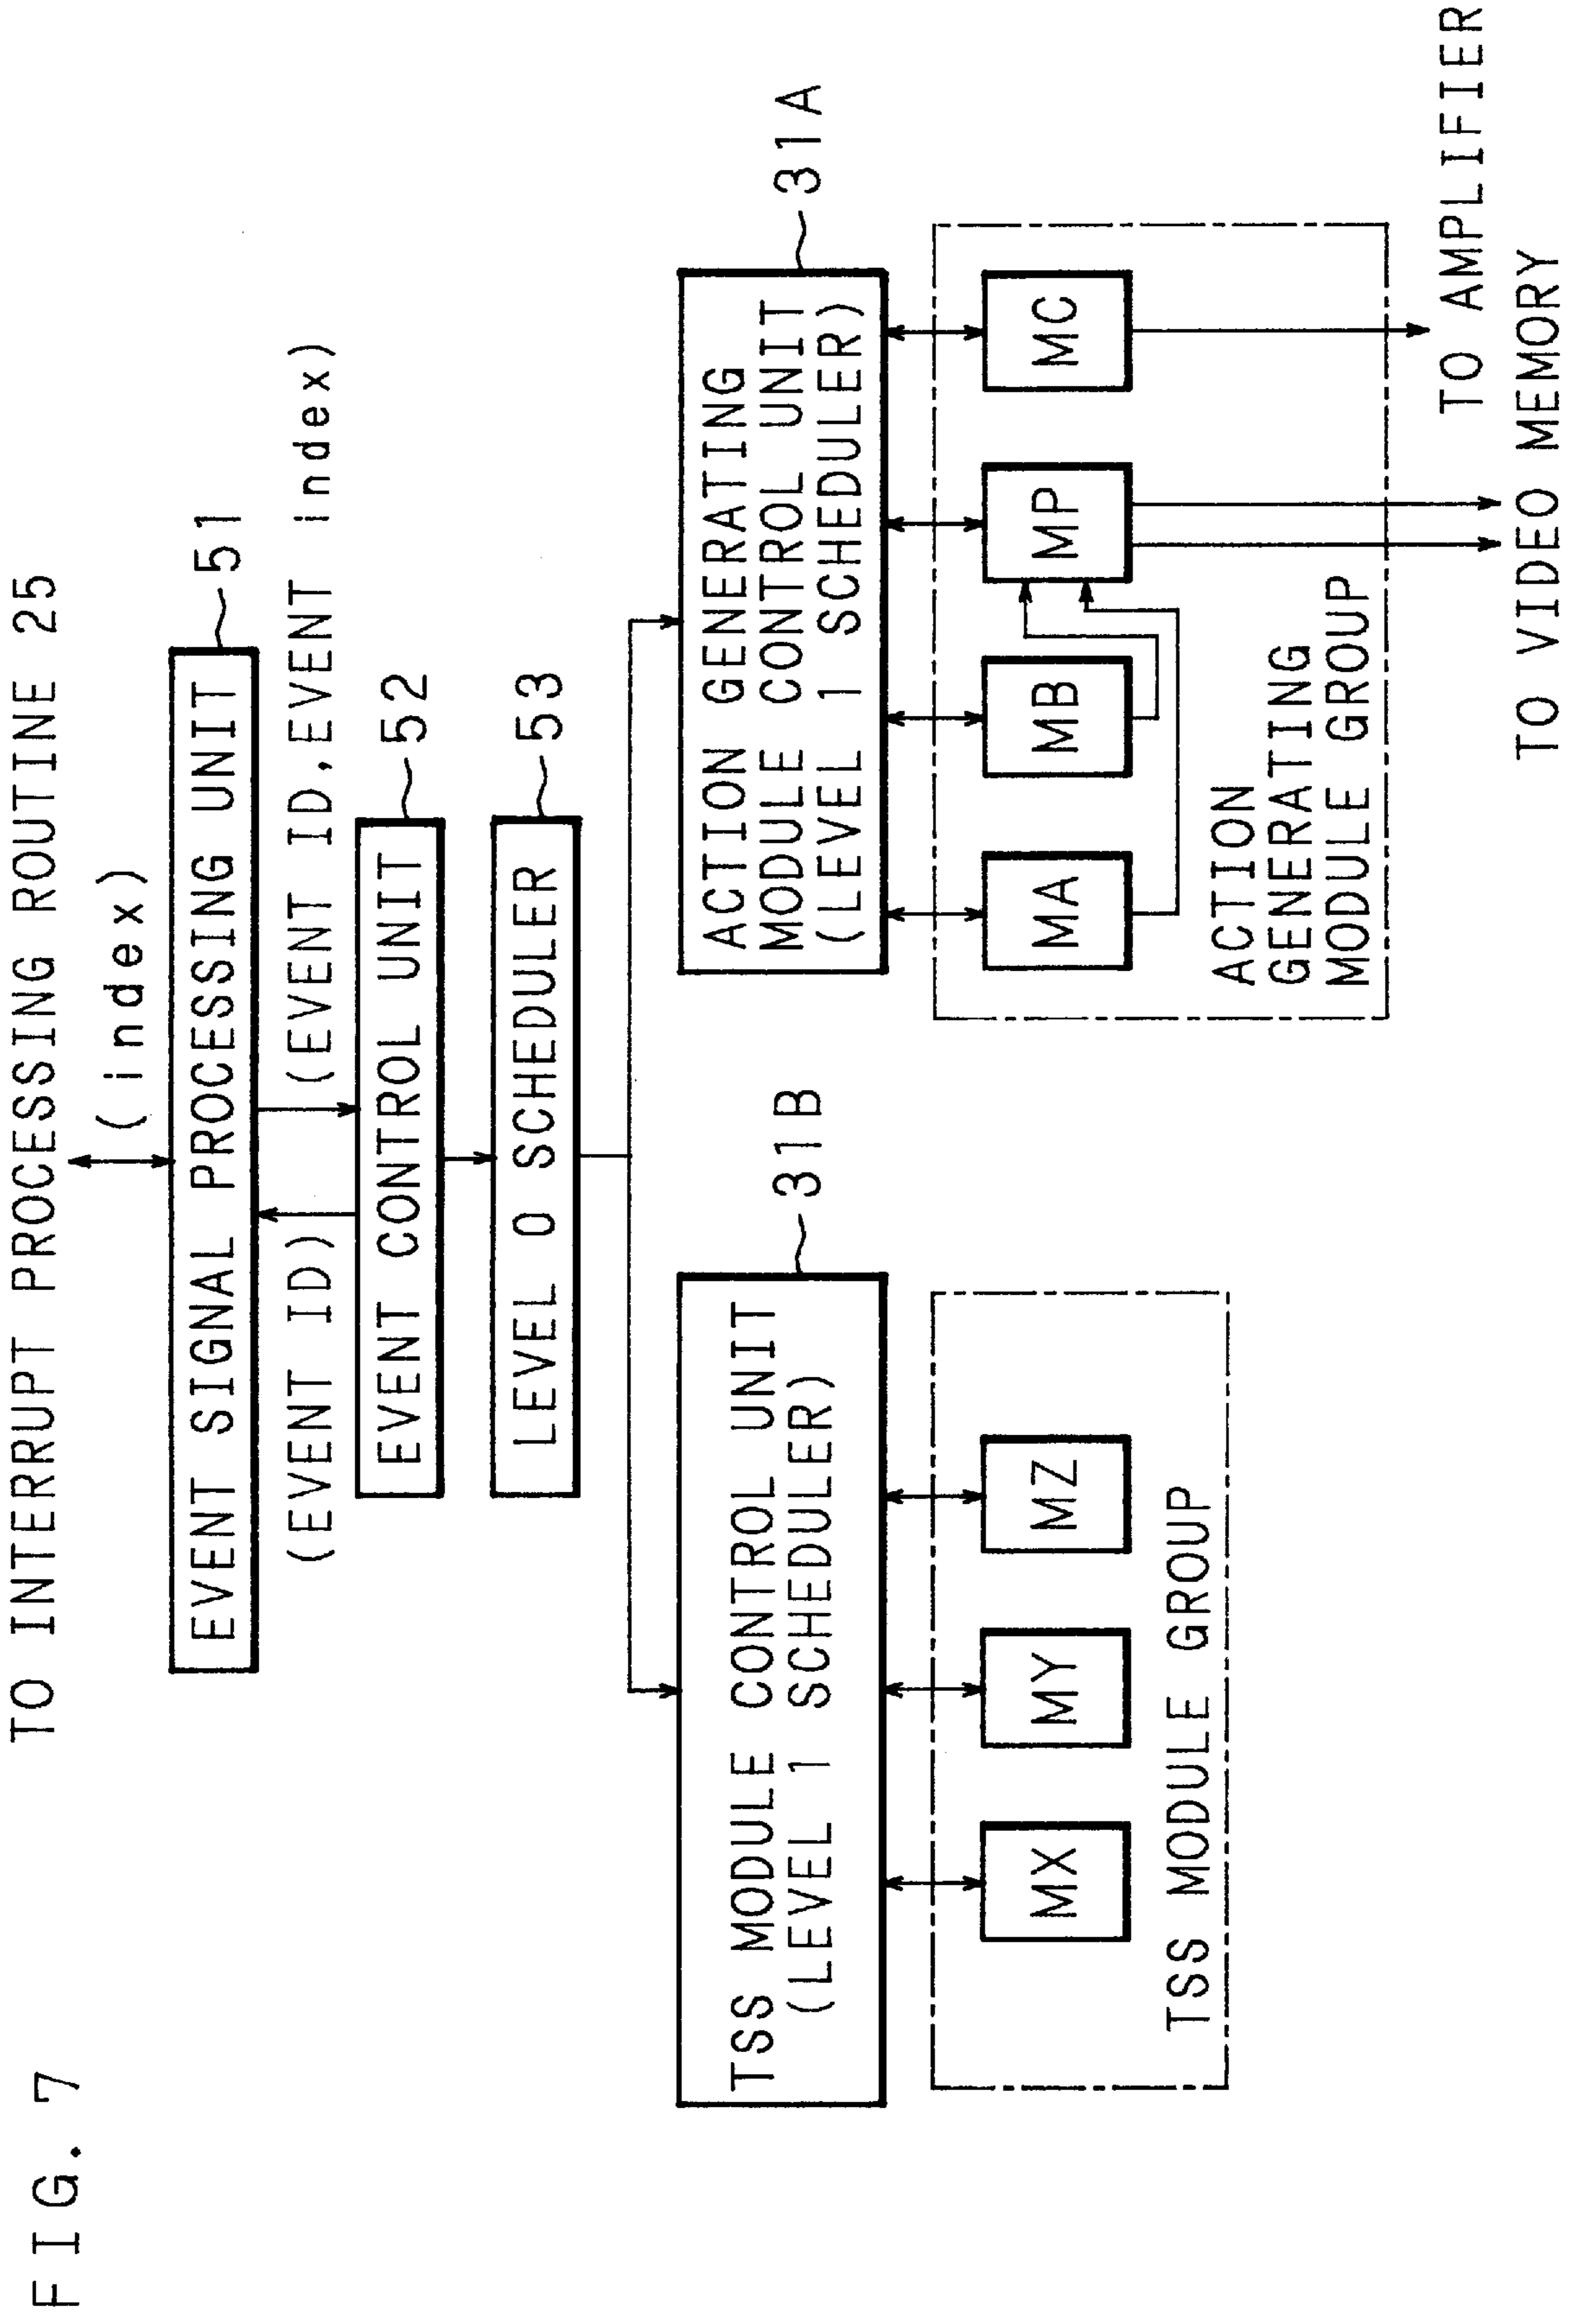 FIG. 7
TO INTERRUPT PROCESSING ROUTINE 25
(index)
EVENT SIGNAL PROCESSING UNIT
51
(EVENT ID)
(EVENT ID,EVENT index)
EVENT CONTROL UNIT
52
LEVEL 0 SCHEDULER
53
TSS MODULE CONTROL UNIT
(LEVEL 1 SCHEDULER)
31B
ACTION GENERATING
MODULE CONTROL UNIT
(LEVEL 1 SCHEDULER)
31A
MX
MY
MZ
TSS MODULE GROUP
MA
MB
MP
MC
ACTION
GENERATING
MODULE GROUP
TO AMPLIFIER
TO VIDEO MEMORY